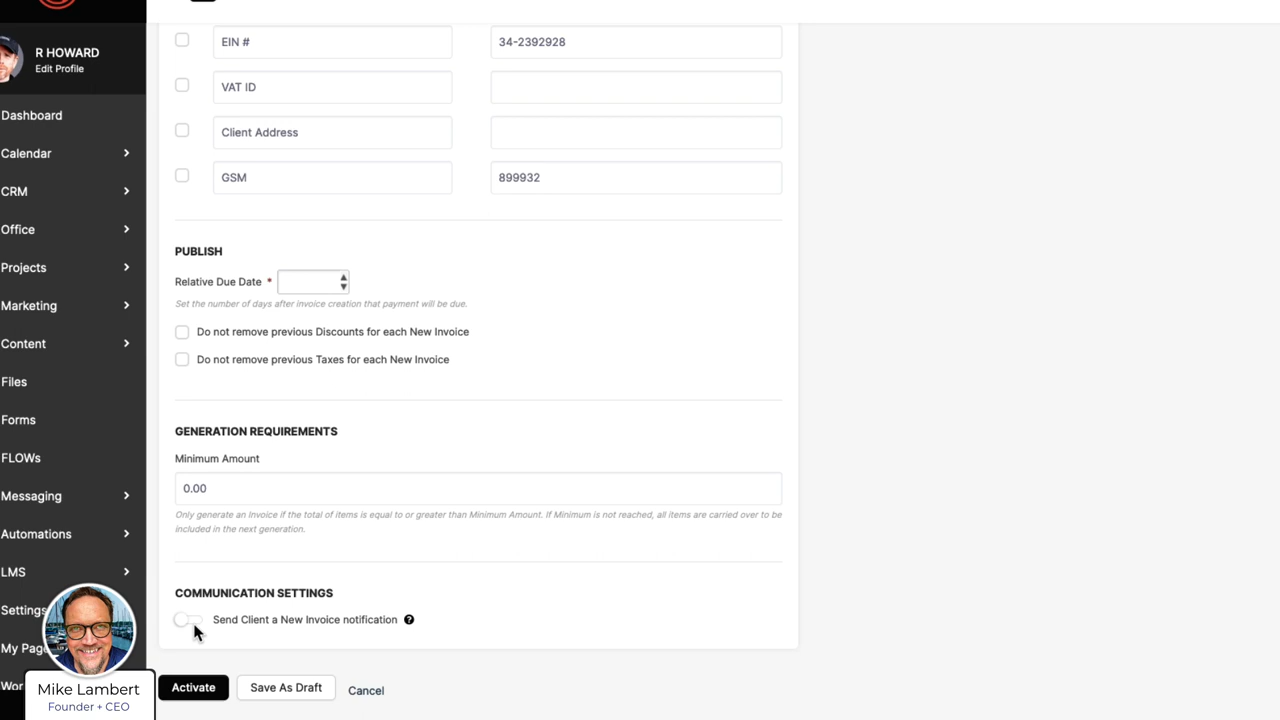 R HOWARD
Edit Profile
Dashboard
Calendar
CRM
Office
Projects
Marketing
Content
Files
Forms
FLOWs
Messaging
Automations
LMS
Settings
My Pag
Wor
Mike Lambert
Founder + CEO
EIN # 34-2392928
VAT ID
Client Address
GSM 899932
PUBLISH
Relative Due Date *
Set the number of days after invoice creation that payment will be due.
Do not remove previous Discounts for each New Invoice
Do not remove previous Taxes for each New Invoice
GENERATION REQUIREMENTS
Minimum Amount
0.00
Only generate an Invoice if the total of items is equal to or greater than Minimum Amount. If Minimum is not reached, all items are carried over to be
included in the next generation.
COMMUNICATION SETTINGS
Send Client a New Invoice notification ?
Activate Save As Draft Cancel